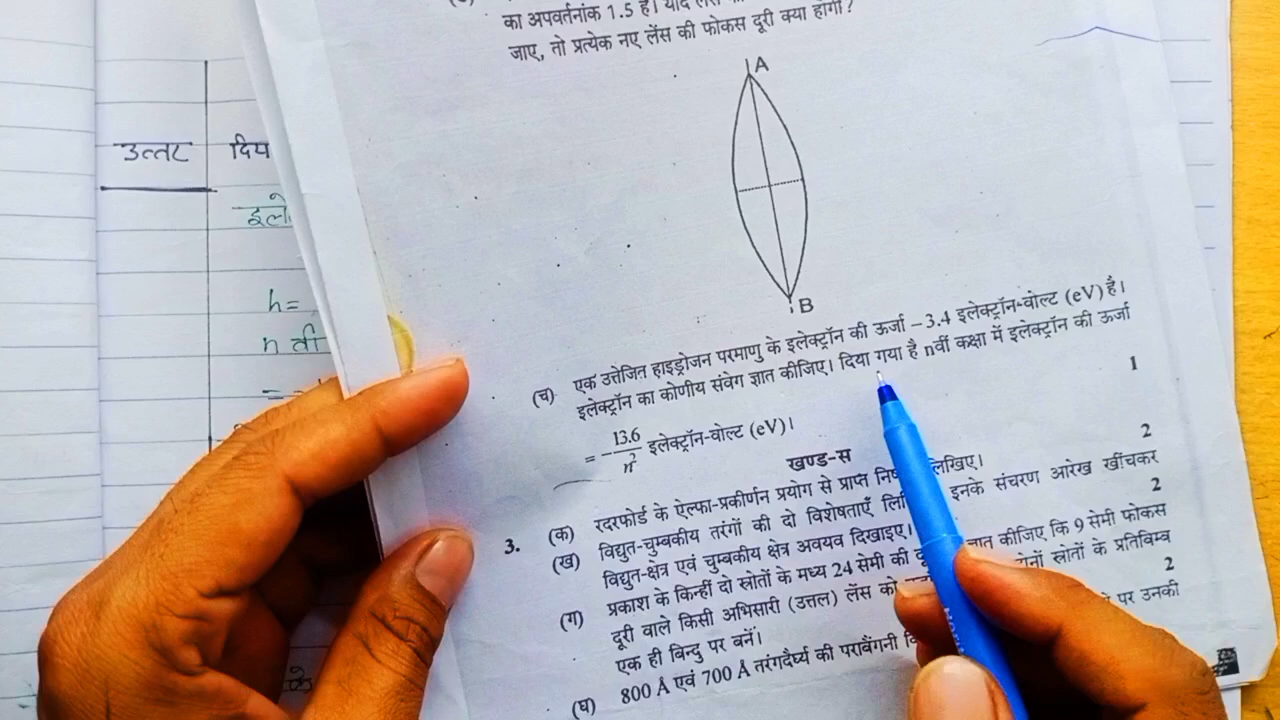 का अपवर्तनांक 1.5 है। यदि
जाए, तो प्रत्येक नए लेंस की फोकस दूरी क्या होगी?
A
B
उत्तर
दिय
h=
n वी
(च) एक उत्तेजित हाइड्रोजन परमाणु के इलेक्ट्रॉन की ऊर्जा – 3.4 इलेक्ट्रॉन-वोल्ट (eV) है।
इलेक्ट्रॉन का कोणीय संवेग ज्ञात कीजिए। दिया गया है nवीं कक्षा में इलेक्ट्रॉन की ऊर्जा
= – 13.6/n² इलेक्ट्रॉन-वोल्ट (eV)। 1
खण्ड-स
3. (क) रदरफोर्ड के ऐल्फा-प्रकीर्णन प्रयोग से प्राप्त लिखिए। 2
(ख) विद्युत-चुम्बकीय तरंगों की दो विशेषताएँ इनके संचरण आरेख खींचकर
विद्युत-क्षेत्र एवं चुम्बकीय क्षेत्र अवयव दिखाइए। 2
(ग) प्रकाश के किन्हीं दो स्रोतों के मध्य 24 सेमी की कीजिए कि 9 सेमी फोकस
दूरी वाले किसी अभिसारी (उत्तल) लेंस को स्रोतों के प्रतिबिम्ब
एक ही बिन्दु पर बनें। 2
(घ) 800 Å एवं 700 Å तरंगदैर्घ्य की पराबैंगनी पर उनकी